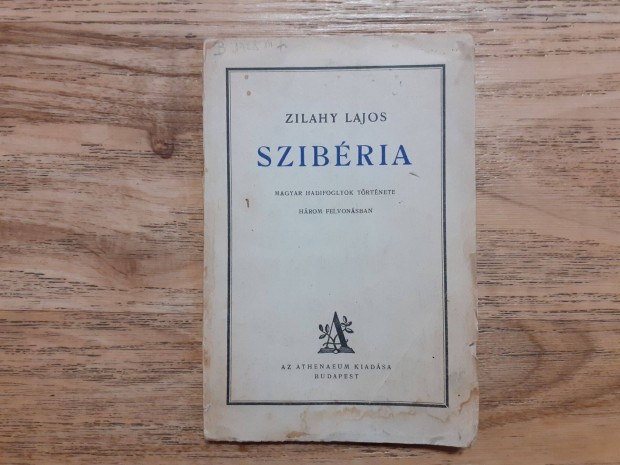 ZILAHY LAJOS
SZIBÉRIA
MAGYAR HADIFOGLYOK TÖRTÉNETE
HÁROM FELVONÁSBAN
A
AZ ATHENAEUM KIADÁSA
BUDAPEST